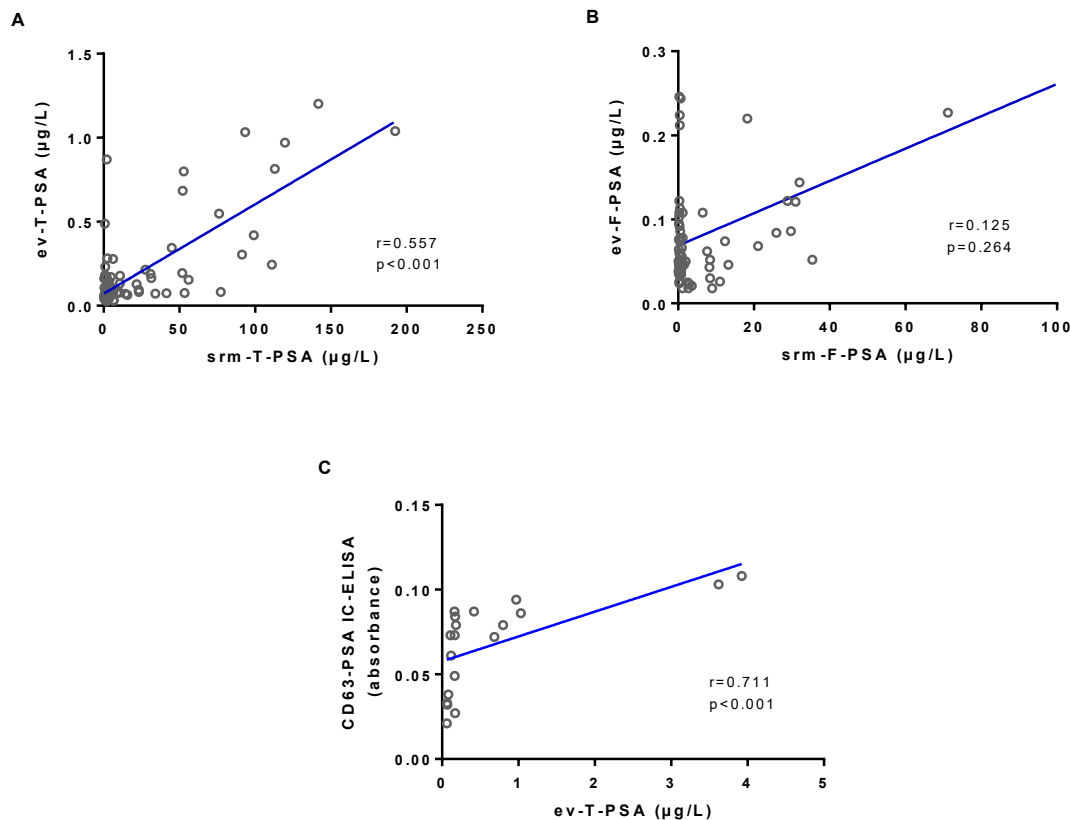 A
ev-T-PSA (µg/L)
1.5
1.0
0.5
0.0
r=0.557
p<0.001
0 50 100 150 200 250
srm-T-PSA (µg/L)
B
ev-F-PSA (µg/L)
0.3
0.2
0.1
0.0
r=0.125
p=0.264
0 20 40 60 80 100
srm-F-PSA (µg/L)
C
CD63-PSA IC-ELISA
(absorbance)
0.15
0.10
0.05
0.00
r=0.711
p<0.001
0 1 2 3 4 5
ev-T-PSA (µg/L)